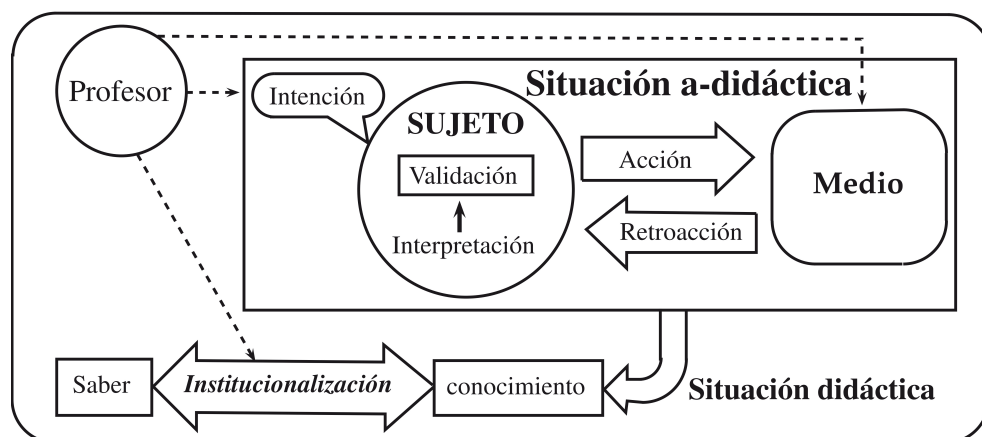 Profesor
Situación a-didáctica
Intención
SUJETO
Validación
Interpretación
Acción
Retroacción
Medio
Saber
Institucionalización
conocimiento
Situación didáctica